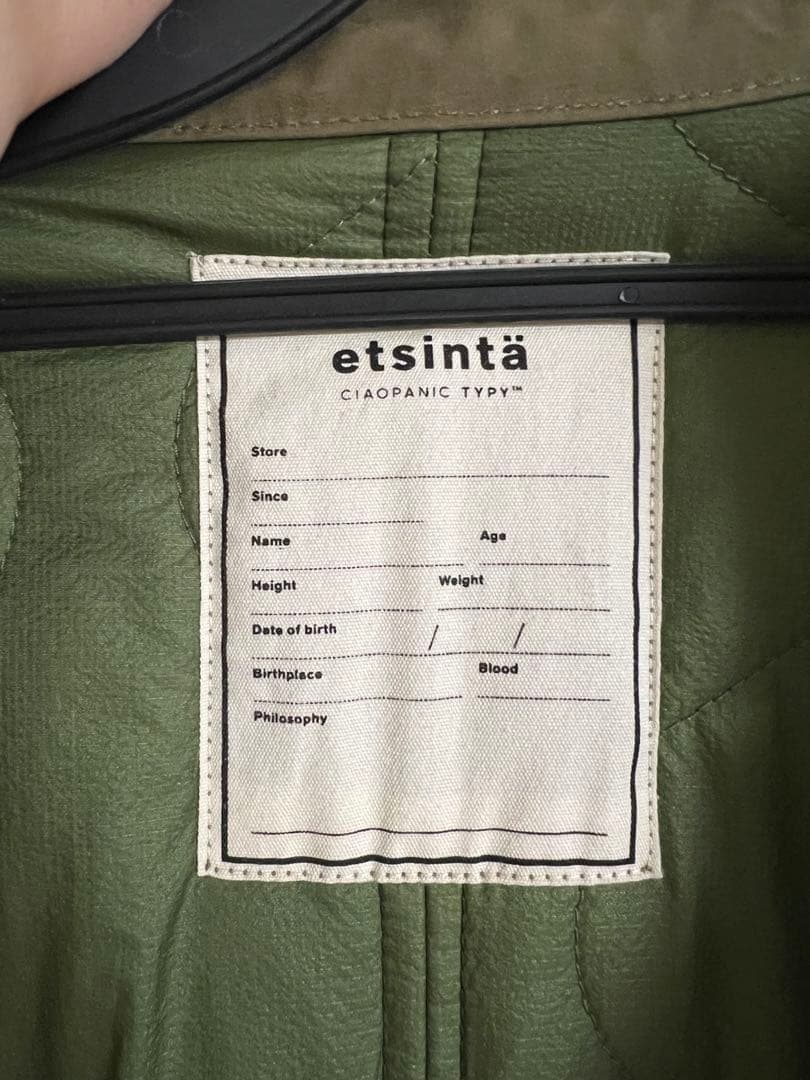 etsintä
CIAOPANIC TYPY™
Store
Since
Name Age
Height Weight
Date of birth / /
Birthplace Blood
Philosophy